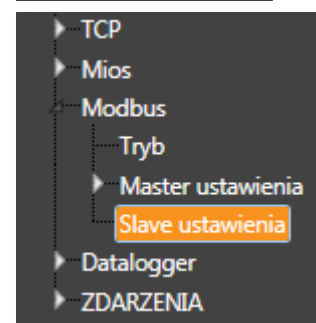 TCP
Mios
Modbus
Tryb
Master ustawienia
Slave ustawienia
Datalogger
ZDARZENIA